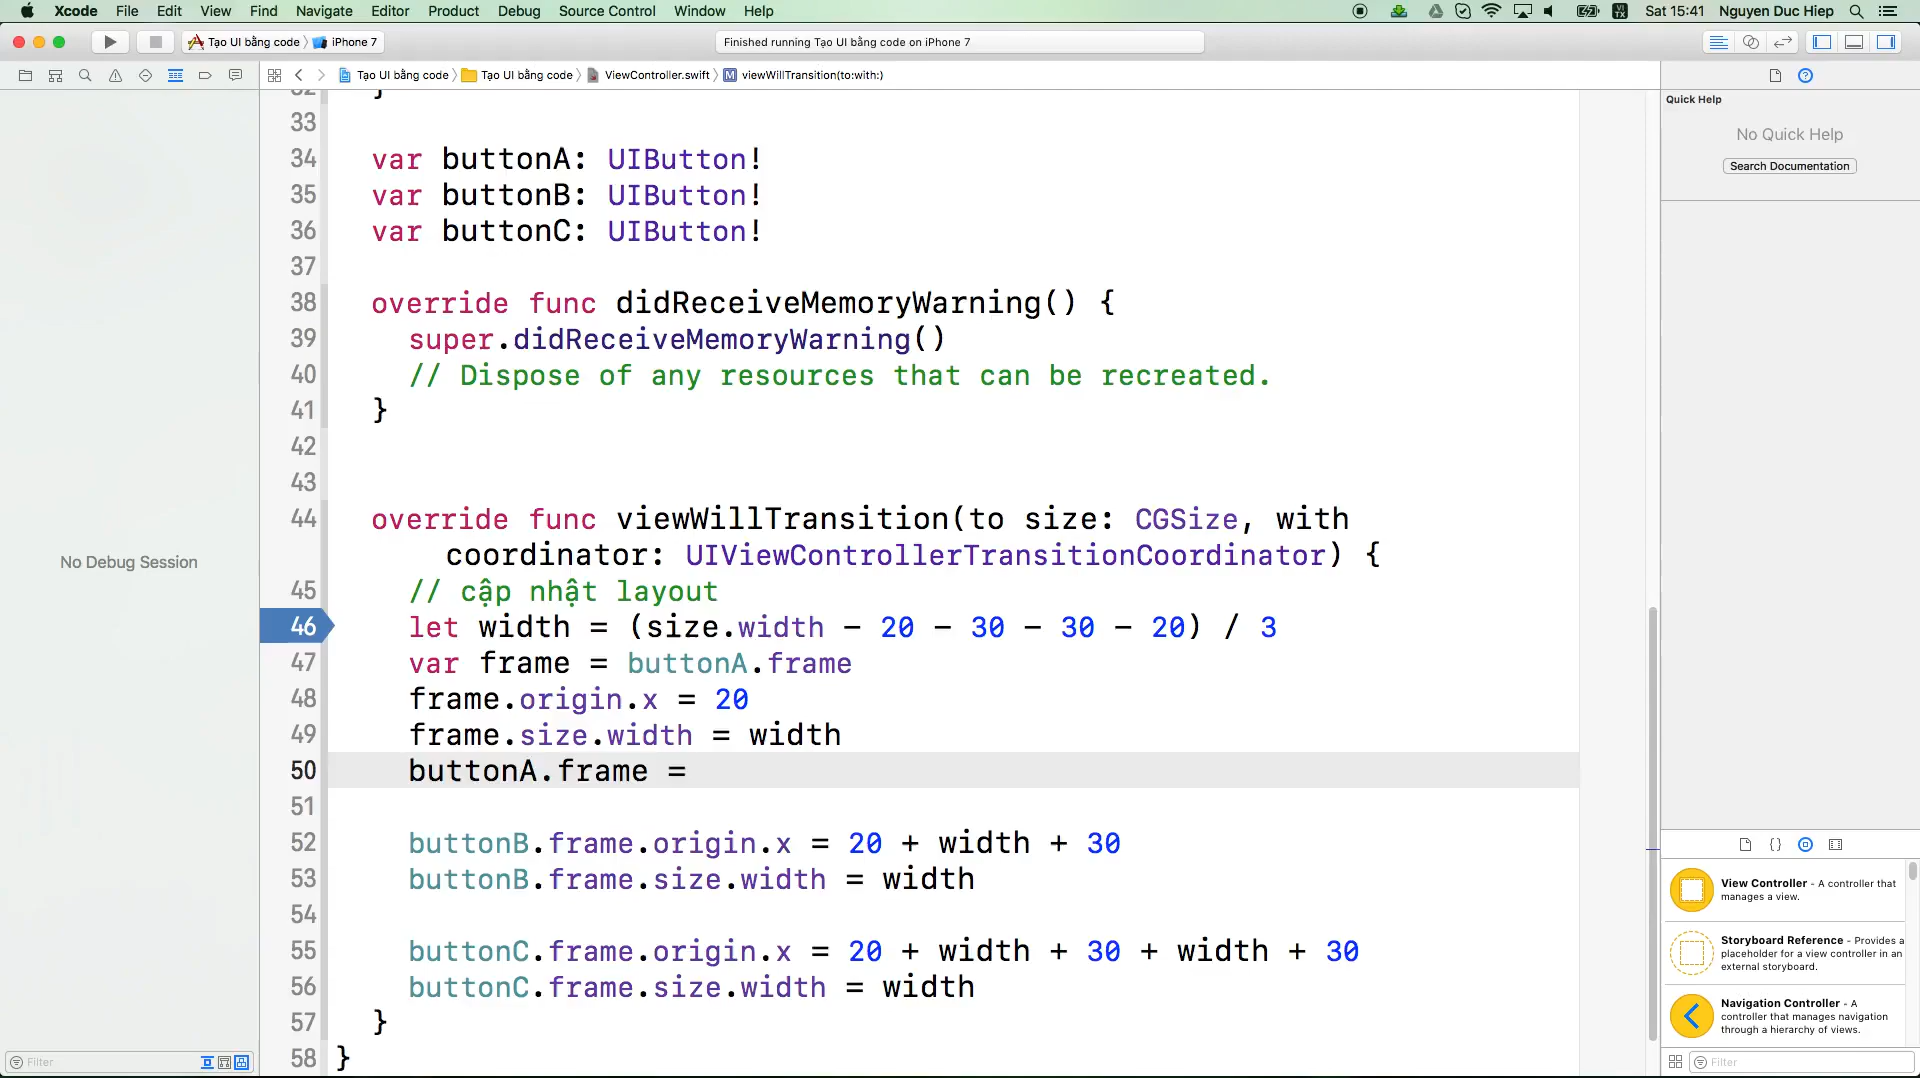 Xcode File Edit View Find Navigate Editor Product Debug Source Control Window Help Sat 15:41 Nguyen Duc Hiep
Tạo UI bằng code iPhone 7
Finished running Tạo UI bằng code on iPhone 7
Tạo UI bằng code Tạo UI bằng code ViewController.swift M viewWillTransition(to:with:)
32 }
33
34 var buttonA: UIButton!
35 var buttonB: UIButton!
36 var buttonC: UIButton!
37
38 override func didReceiveMemoryWarning() {
39 super.didReceiveMemoryWarning()
40 // Dispose of any resources that can be recreated.
41 }
42
43
44 override func viewWillTransition(to size: CGSize, with
coordinator: UIViewControllerTransitionCoordinator) {
45 // cập nhật layout
46 let width = (size.width - 20 - 30 - 30 - 20) / 3
47 var frame = buttonA.frame
48 frame.origin.x = 20
49 frame.size.width = width
50 buttonA.frame =
51
52 buttonB.frame.origin.x = 20 + width + 30
53 buttonB.frame.size.width = width
54
55 buttonC.frame.origin.x = 20 + width + 30 + width + 30
56 buttonC.frame.size.width = width
57 }
58 }
No Debug Session
Filter
Quick Help
No Quick Help
Search Documentation
View Controller - A controller that
manages a view.
Storyboard Reference - Provides a
placeholder for a view controller in an
external storyboard.
Navigation Controller - A
controller that manages navigation
through a hierarchy of views.
Filter